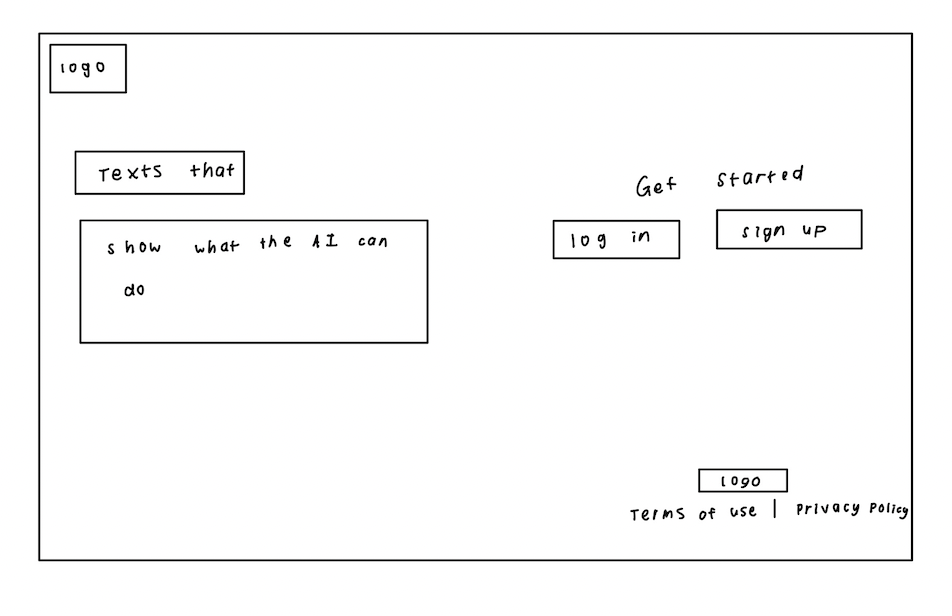 logo
Texts that
show what the AI can
do
Get started
log in
sign up
logo
Terms of use | Privacy Policy